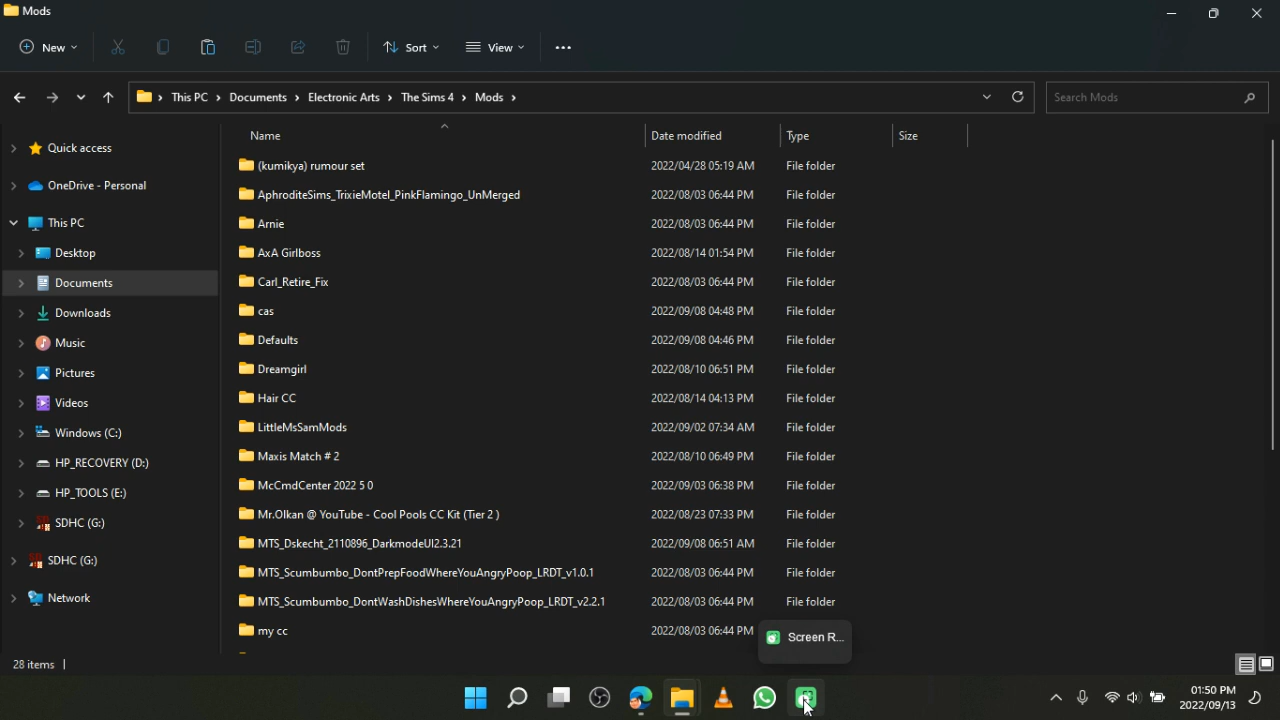 Mods
New
Sort
View
This PC
Documents
Electronic Arts
The Sims 4
Mods
Search Mods
Name Date modified Type Size
Quick access
OneDrive - Personal
This PC
Desktop
Documents
Downloads
Music
Pictures
Videos
Windows (C:)
HP_RECOVERY (D:)
HP_TOOLS (E:)
SDHC (G:)
SDHC (G:)
Network
(kumikya) rumour set 2022/04/28 05:19 AM File folder
AphroditeSims_TrixieMotel_PinkFlamingo_UnMerged 2022/08/03 06:44 PM File folder
Arnie 2022/08/03 06:44 PM File folder
AxA Girlboss 2022/08/14 01:54 PM File folder
Carl_Retire_Fix 2022/08/03 06:44 PM File folder
cas 2022/09/08 04:48 PM File folder
Defaults 2022/09/08 04:46 PM File folder
Dreamgirl 2022/08/10 06:51 PM File folder
Hair CC 2022/08/14 04:13 PM File folder
LittleMsSamMods 2022/09/02 07:34 AM File folder
Maxis Match # 2 2022/08/10 06:49 PM File folder
McCmdCenter 2022 5 0 2022/09/03 06:38 PM File folder
Mr.Olkan @ YouTube - Cool Pools CC Kit (Tier 2 ) 2022/08/23 07:33 PM File folder
MTS_Dskecht_2110896_DarkmodeUI2.3.21 2022/09/08 06:51 AM File folder
MTS_Scumbumbo_DontPrepFoodWhereYouAngryPoop_LRDT_v1.0.1 2022/08/03 06:44 PM File folder
MTS_Scumbumbo_DontWashDishesWhereYouAngryPoop_LRDT_v2.2.1 2022/08/03 06:44 PM File folder
my cc 2022/08/03 06:44 PM
Screen R...
28 items
01:50 PM
2022/09/13